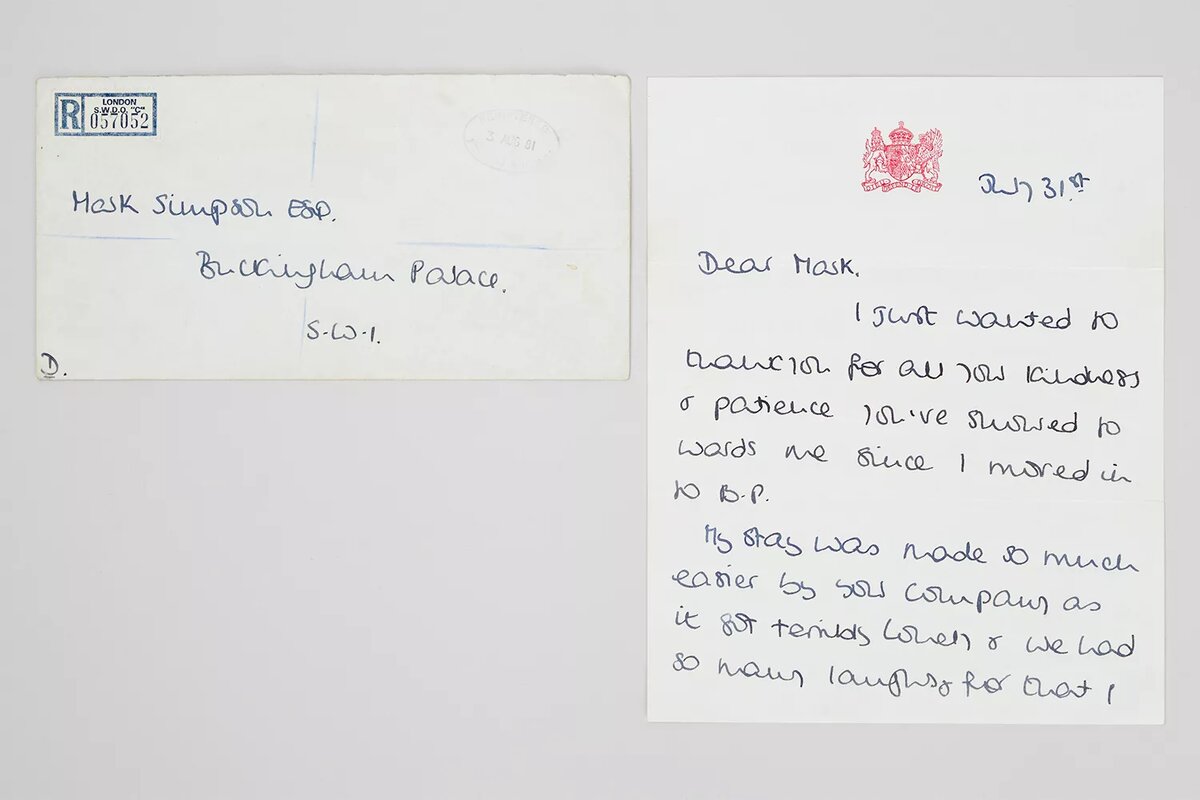 R
LONDON
S.W.D.O. "C"
057052
3 AUG 81
Mark Simpson ESQ.
Buckingham Palace.
S.W.1.
D.
July 31st
Dear Mark.
I just wanted to
thank you for all your kindness
& patience you've showed to
wards me since I moved in
to B.P.
My stay was made so much
easier by your company as
it got terribly lonely & we had
so many laughs, for that I